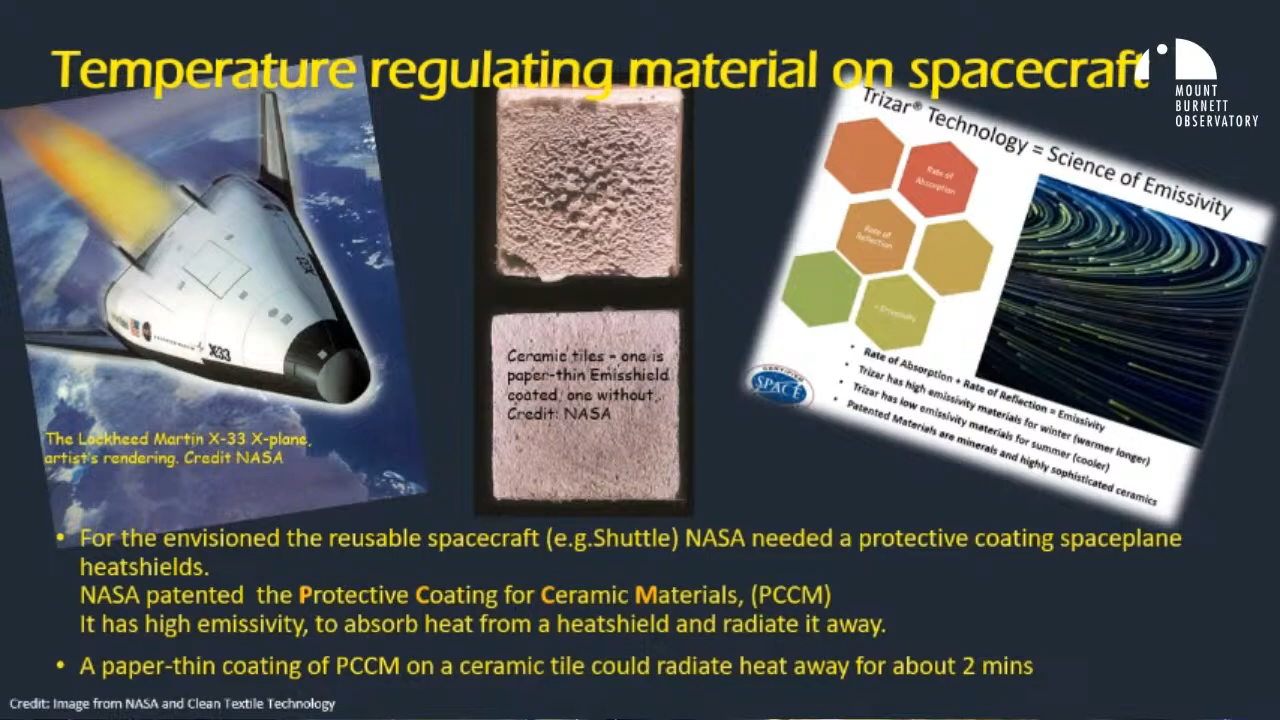 Temperature regulating material on spacecraft
MOUNT
BURNETT
OBSERVATORY
X33
The Lockheed Martin X-33 X-plane,
artist's rendering. Credit NASA
Ceramic tiles - one is
paper-thin Emisshield
coated, one without,.
Credit: NASA
Trizar® Technology = Science of Emissivity
Rate of
Absorption
Rate of
Reflection
= Emissivity
• Rate of Absorption + Rate of Reflection = Emissivity
• Trizar has high emissivity materials for winter (warmer longer)
• Trizar has low emissivity materials for summer (cooler)
• Patented Materials are minerals and highly sophisticated ceramics
CERTIFIED
SPACE
• For the envisioned the reusable spacecraft (e.g.Shuttle) NASA needed a protective coating spaceplane
heatshields.
NASA patented the Protective Coating for Ceramic Materials, (PCCM)
It has high emissivity, to absorb heat from a heatshield and radiate it away.
• A paper-thin coating of PCCM on a ceramic tile could radiate heat away for about 2 mins
Credit: Image from NASA and Clean Textile Technology